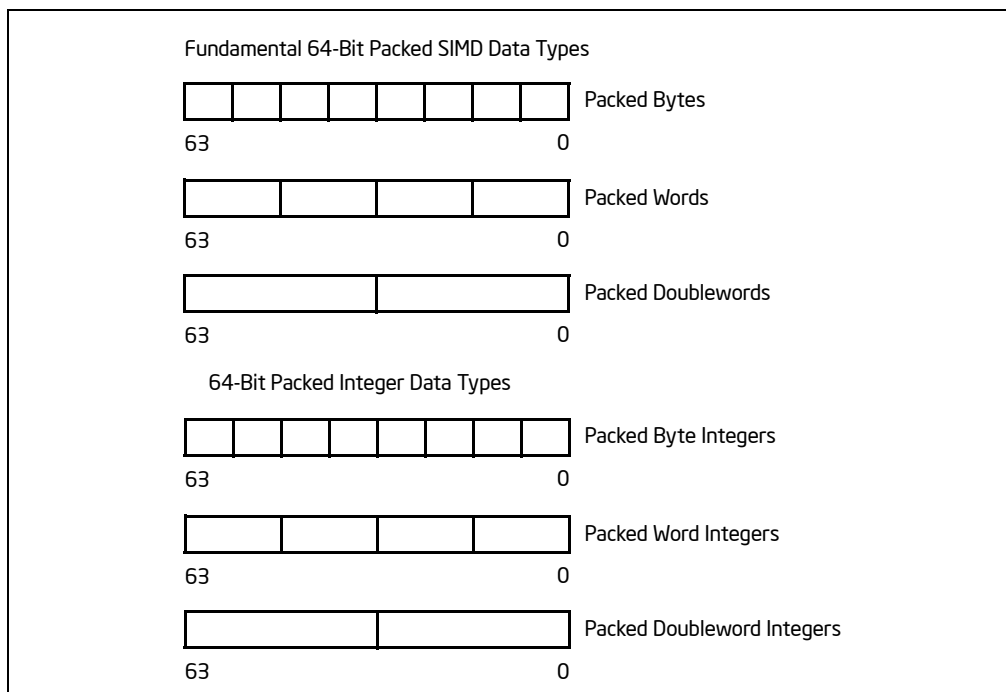 Fundamental 64-Bit Packed SIMD Data Types
Packed Bytes
63 0
Packed Words
63 0
Packed Doublewords
63 0
64-Bit Packed Integer Data Types
Packed Byte Integers
63 0
Packed Word Integers
63 0
Packed Doubleword Integers
63 0